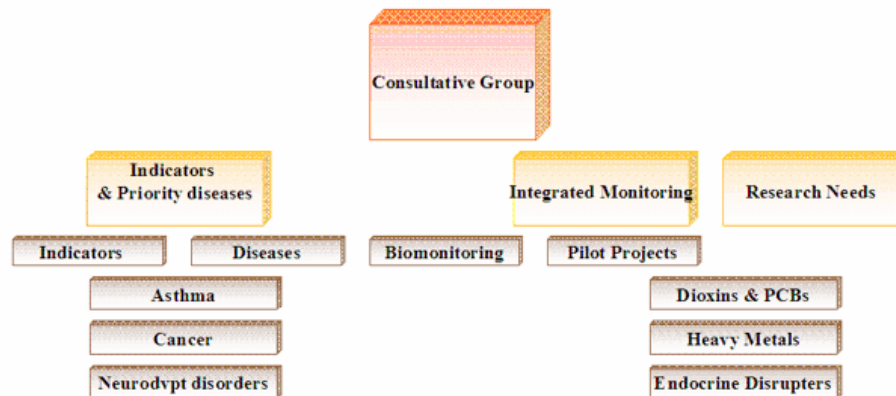 Consultative Group
Indicators
& Priority diseases
Integrated Monitoring
Research Needs
Indicators
Diseases
Biomonitoring
Pilot Projects
Asthma
Dioxins & PCBs
Cancer
Heavy Metals
Neurodvpt disorders
Endocrine Disrupters